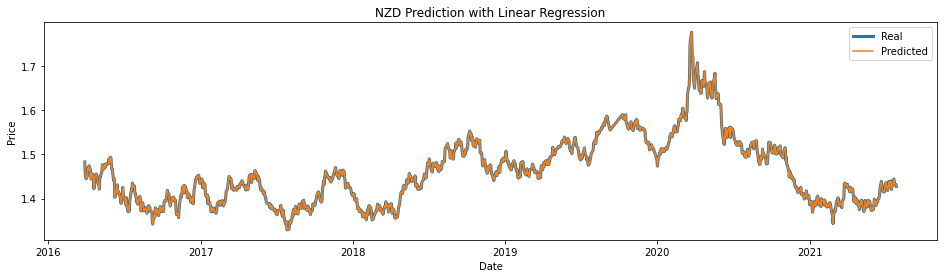 NZD Prediction with Linear Regression
Real
Predicted
Price
1.7
1.6
1.5
1.4
2016
2017
2018
2019
2020
2021
Date